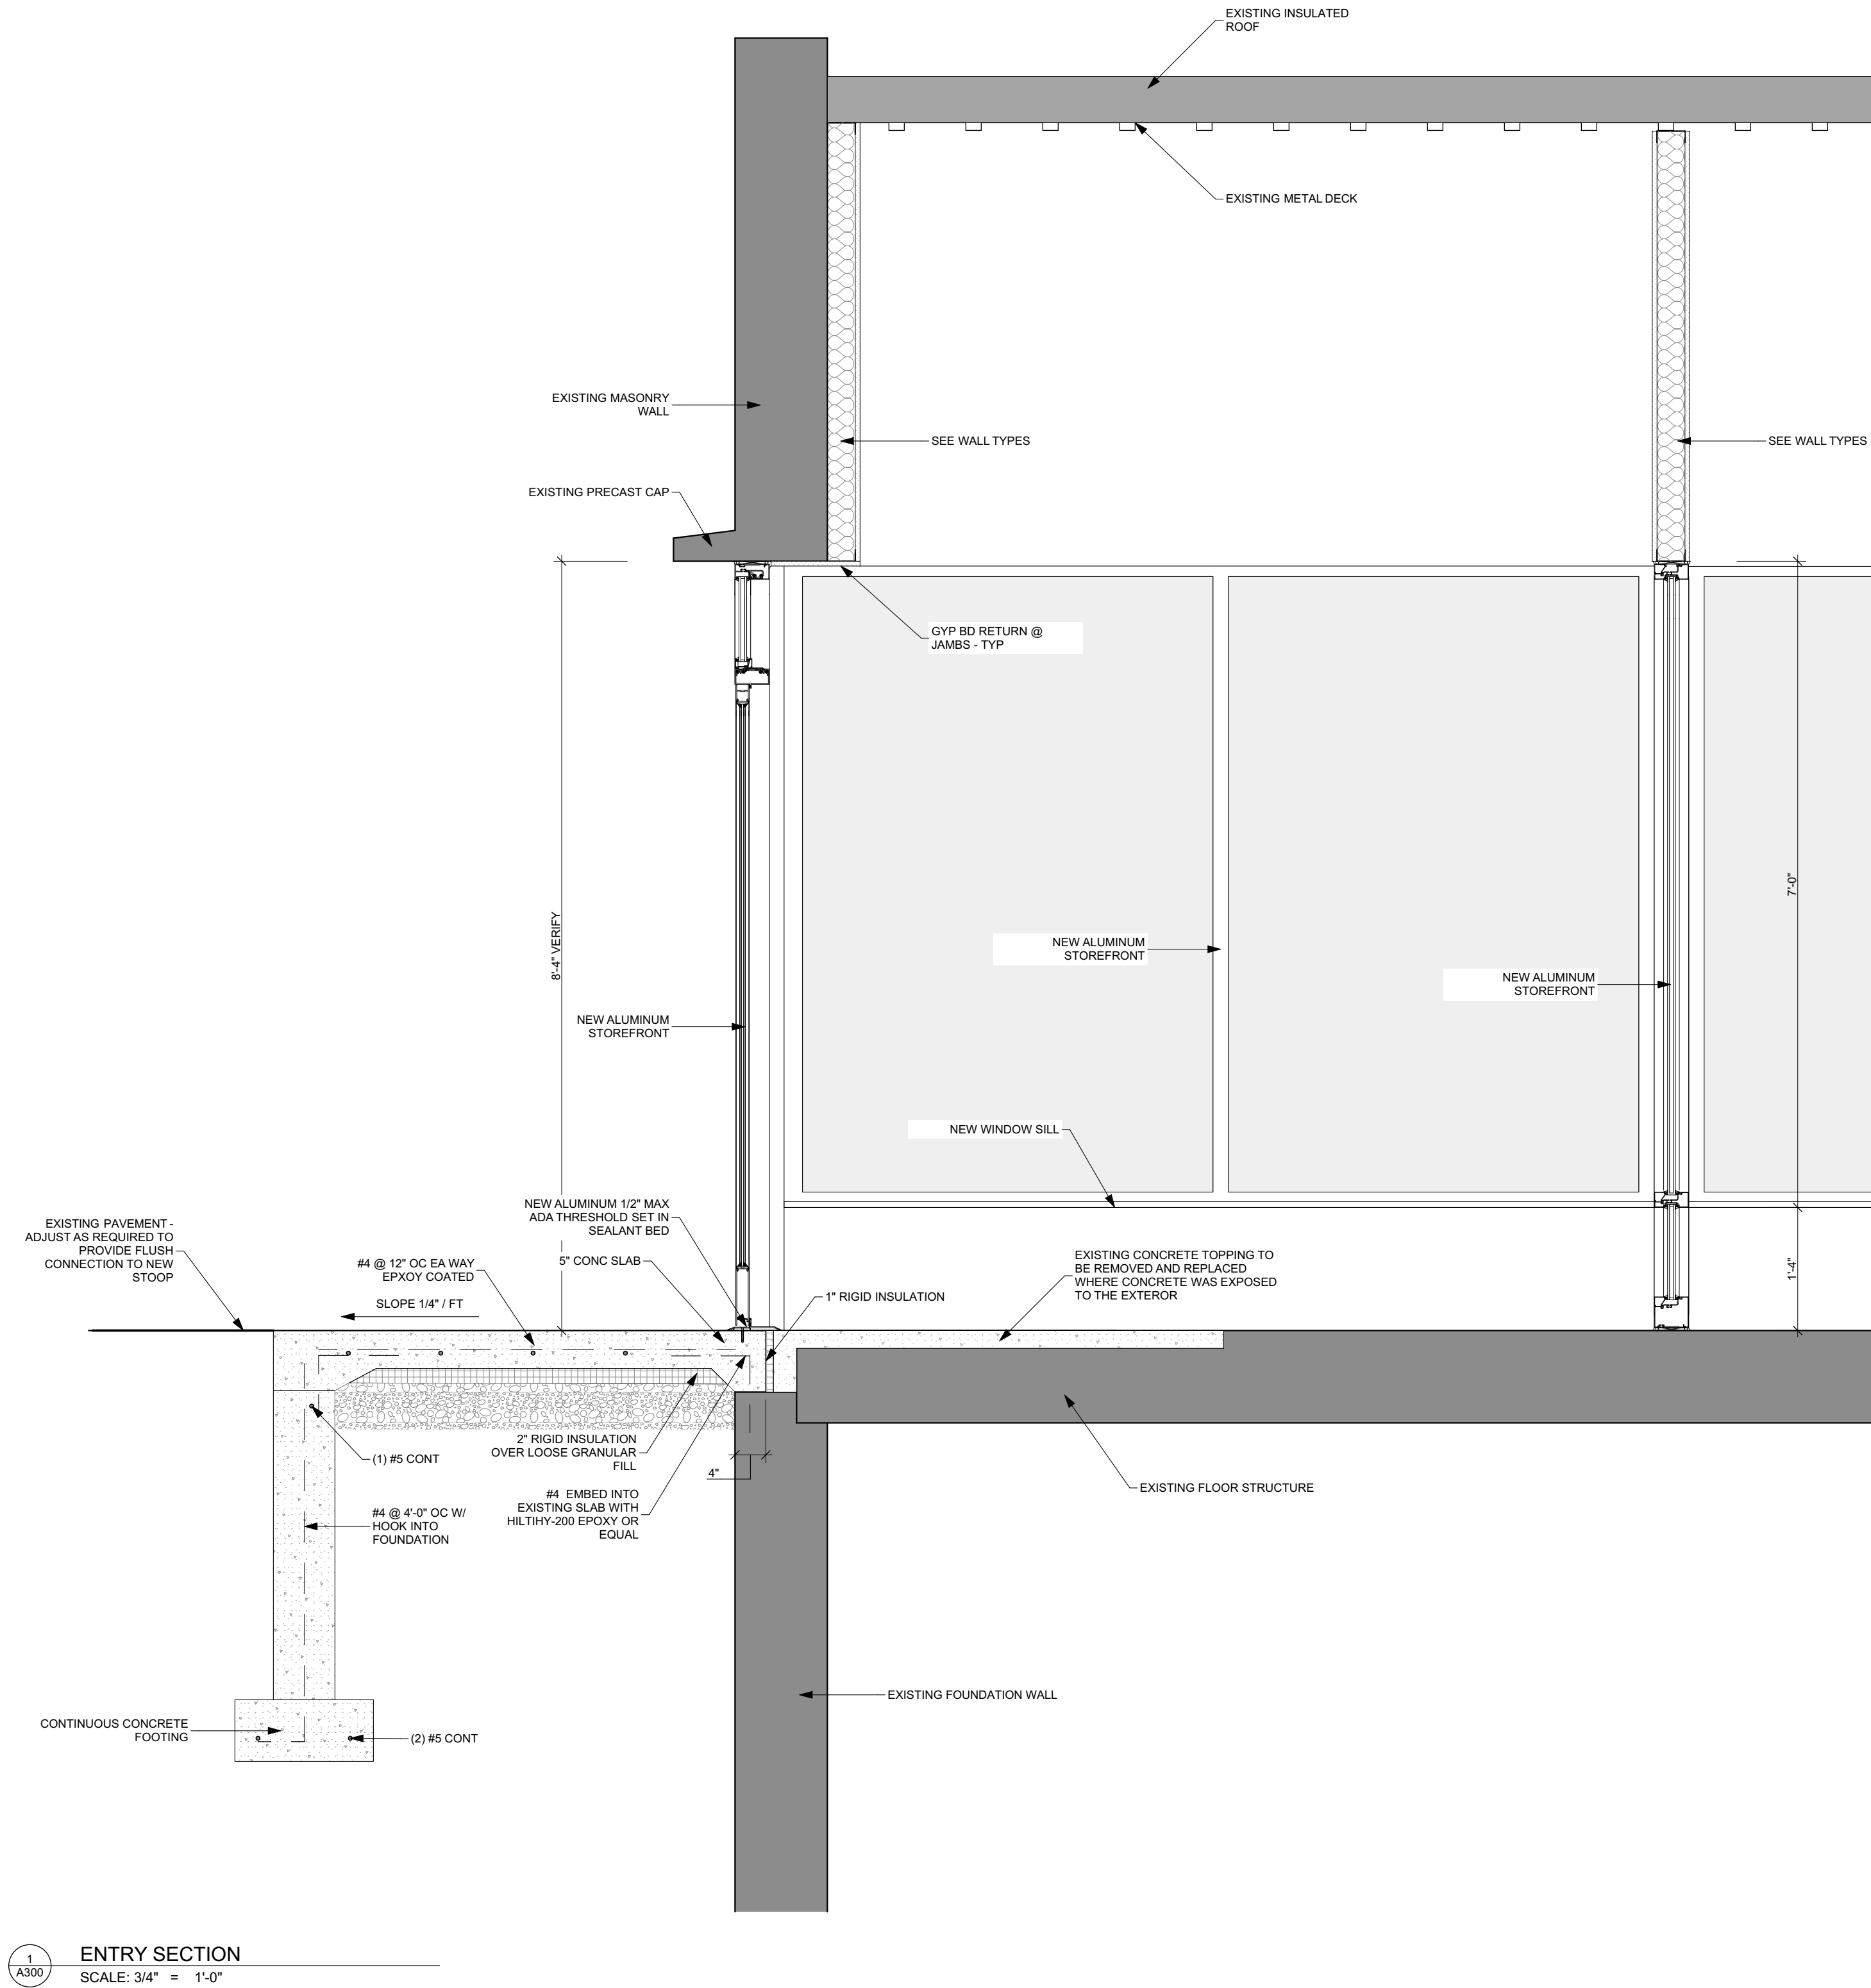 EXISTING INSULATED
ROOF
EXISTING METAL DECK
EXISTING MASONRY
WALL
SEE WALL TYPES
SEE WALL TYPES
EXISTING PRECAST CAP
GYP BD RETURN @
JAMBS - TYP
8'-4" VERIFY
7'-0"
NEW ALUMINUM
STOREFRONT
NEW ALUMINUM
STOREFRONT
NEW ALUMINUM
STOREFRONT
NEW WINDOW SILL
NEW ALUMINUM 1/2" MAX
ADA THRESHOLD SET IN
SEALANT BED
EXISTING PAVEMENT -
ADJUST AS REQUIRED TO
PROVIDE FLUSH
CONNECTION TO NEW
STOOP
#4 @ 12" OC EA WAY
EPXOY COATED
5" CONC SLAB
EXISTING CONCRETE TOPPING TO
BE REMOVED AND REPLACED
WHERE CONCRETE WAS EXPOSED
TO THE EXTEROR
1'-4"
SLOPE 1/4" / FT
1" RIGID INSULATION
2" RIGID INSULATION
OVER LOOSE GRANULAR
FILL
(1) #5 CONT
4"
#4 EMBED INTO
EXISTING SLAB WITH
HILTIHY-200 EPOXY OR
EQUAL
EXISTING FLOOR STRUCTURE
#4 @ 4'-0" OC W/
HOOK INTO
FOUNDATION
EXISTING FOUNDATION WALL
CONTINUOUS CONCRETE
FOOTING
(2) #5 CONT
1
A300
ENTRY SECTION
SCALE: 3/4" = 1'-0"